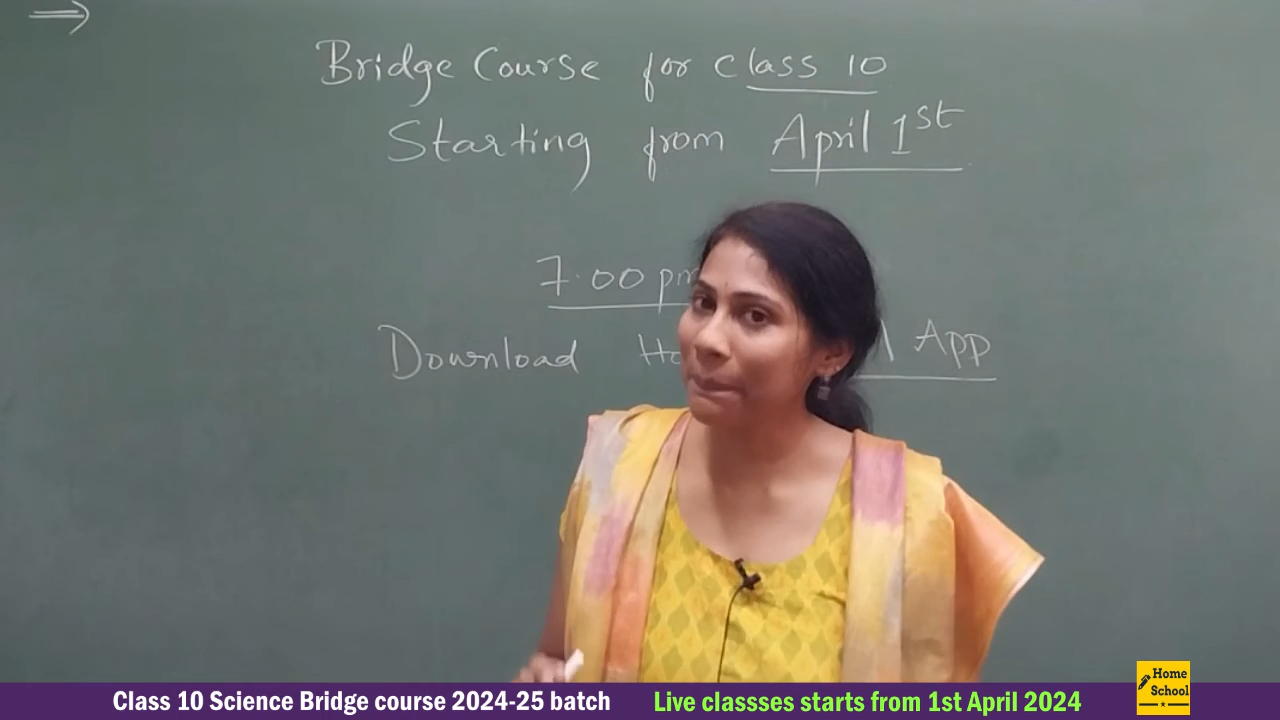 Bridge Course for Class 10
Starting from April 1st
7.00 pm
Download App
Class 10 Science Bridge course 2024-25 batch
Live classses starts from 1st April 2024
Home
School